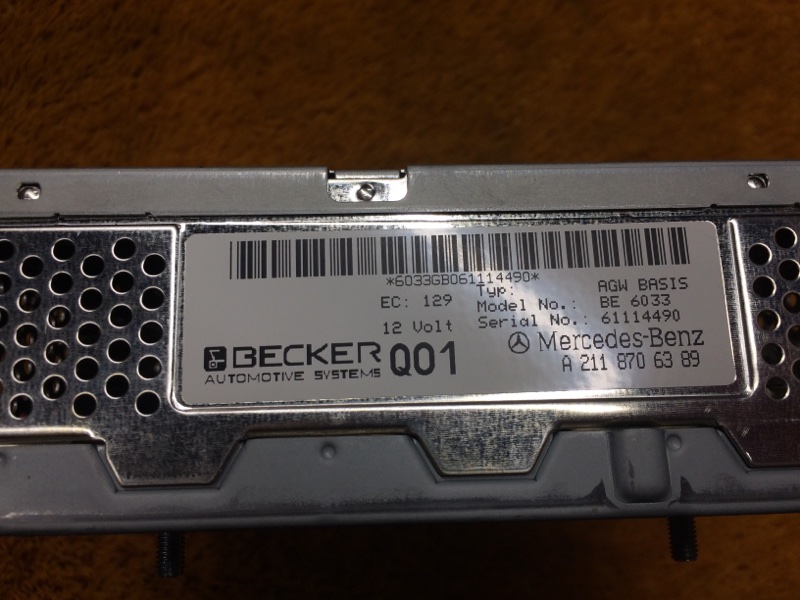 *6033GB061114490*
Typ: AGW BASIS
EC: 129 Model No.: BE 6033
12 Volt Serial No.: 61114490
BECKER Q01 Mercedes-Benz
AUTOMOTIVE SYSTEMS A 211 870 63 89